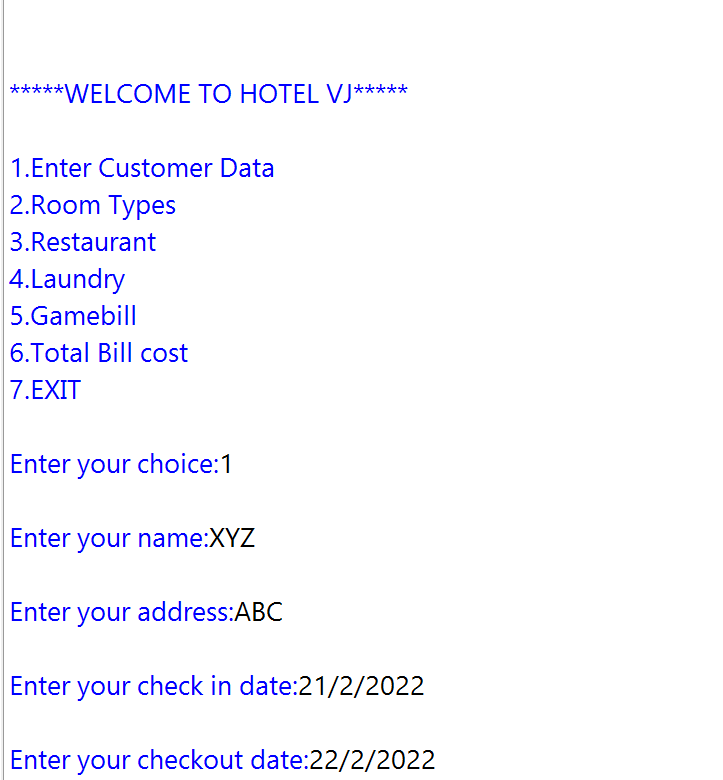 *****WELCOME TO HOTEL VJ*****
1.Enter Customer Data
2.Room Types
3.Restaurant
4.Laundry
5.Gamebill
6.Total Bill cost
7.EXIT
Enter your choice:1
Enter your name:XYZ
Enter your address:ABC
Enter your check in date:21/2/2022
Enter your checkout date:22/2/2022